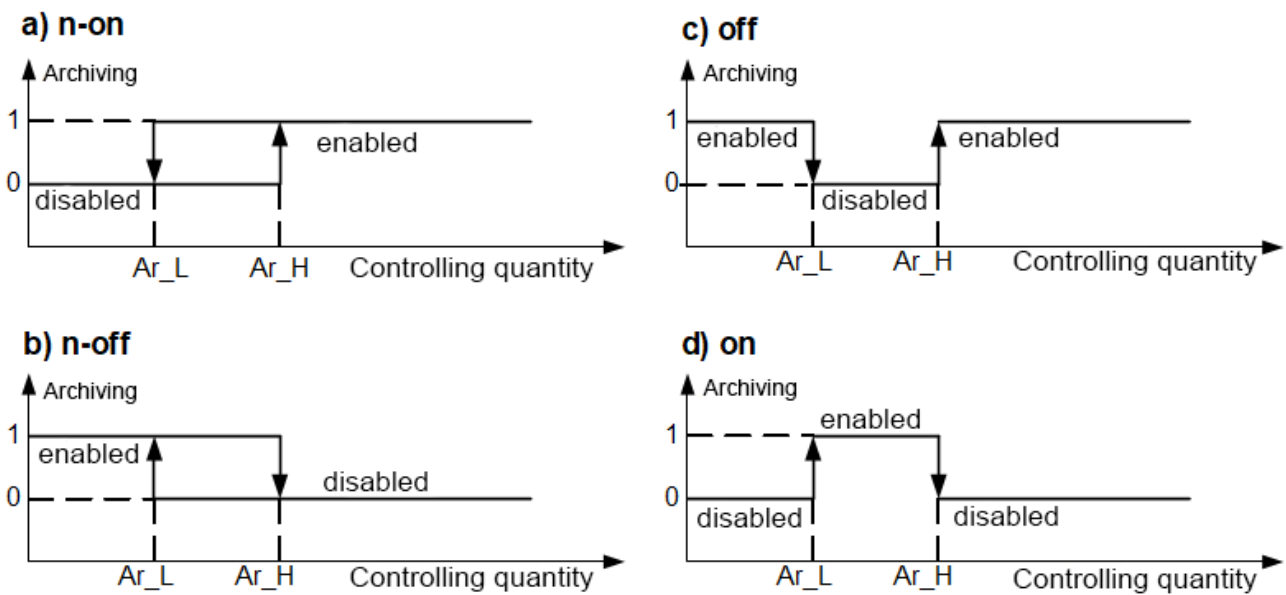 a) n-on
Archiving
1
enabled
0
disabled
Ar_L
Ar_H
Controlling quantity
c) off
Archiving
1
enabled
enabled
0
disabled
Ar_L
Ar_H
Controlling quantity
b) n-off
Archiving
1
enabled
disabled
0
Ar_L
Ar_H
Controlling quantity
d) on
Archiving
enabled
1
0
disabled
disabled
Ar_L
Ar_H
Controlling quantity